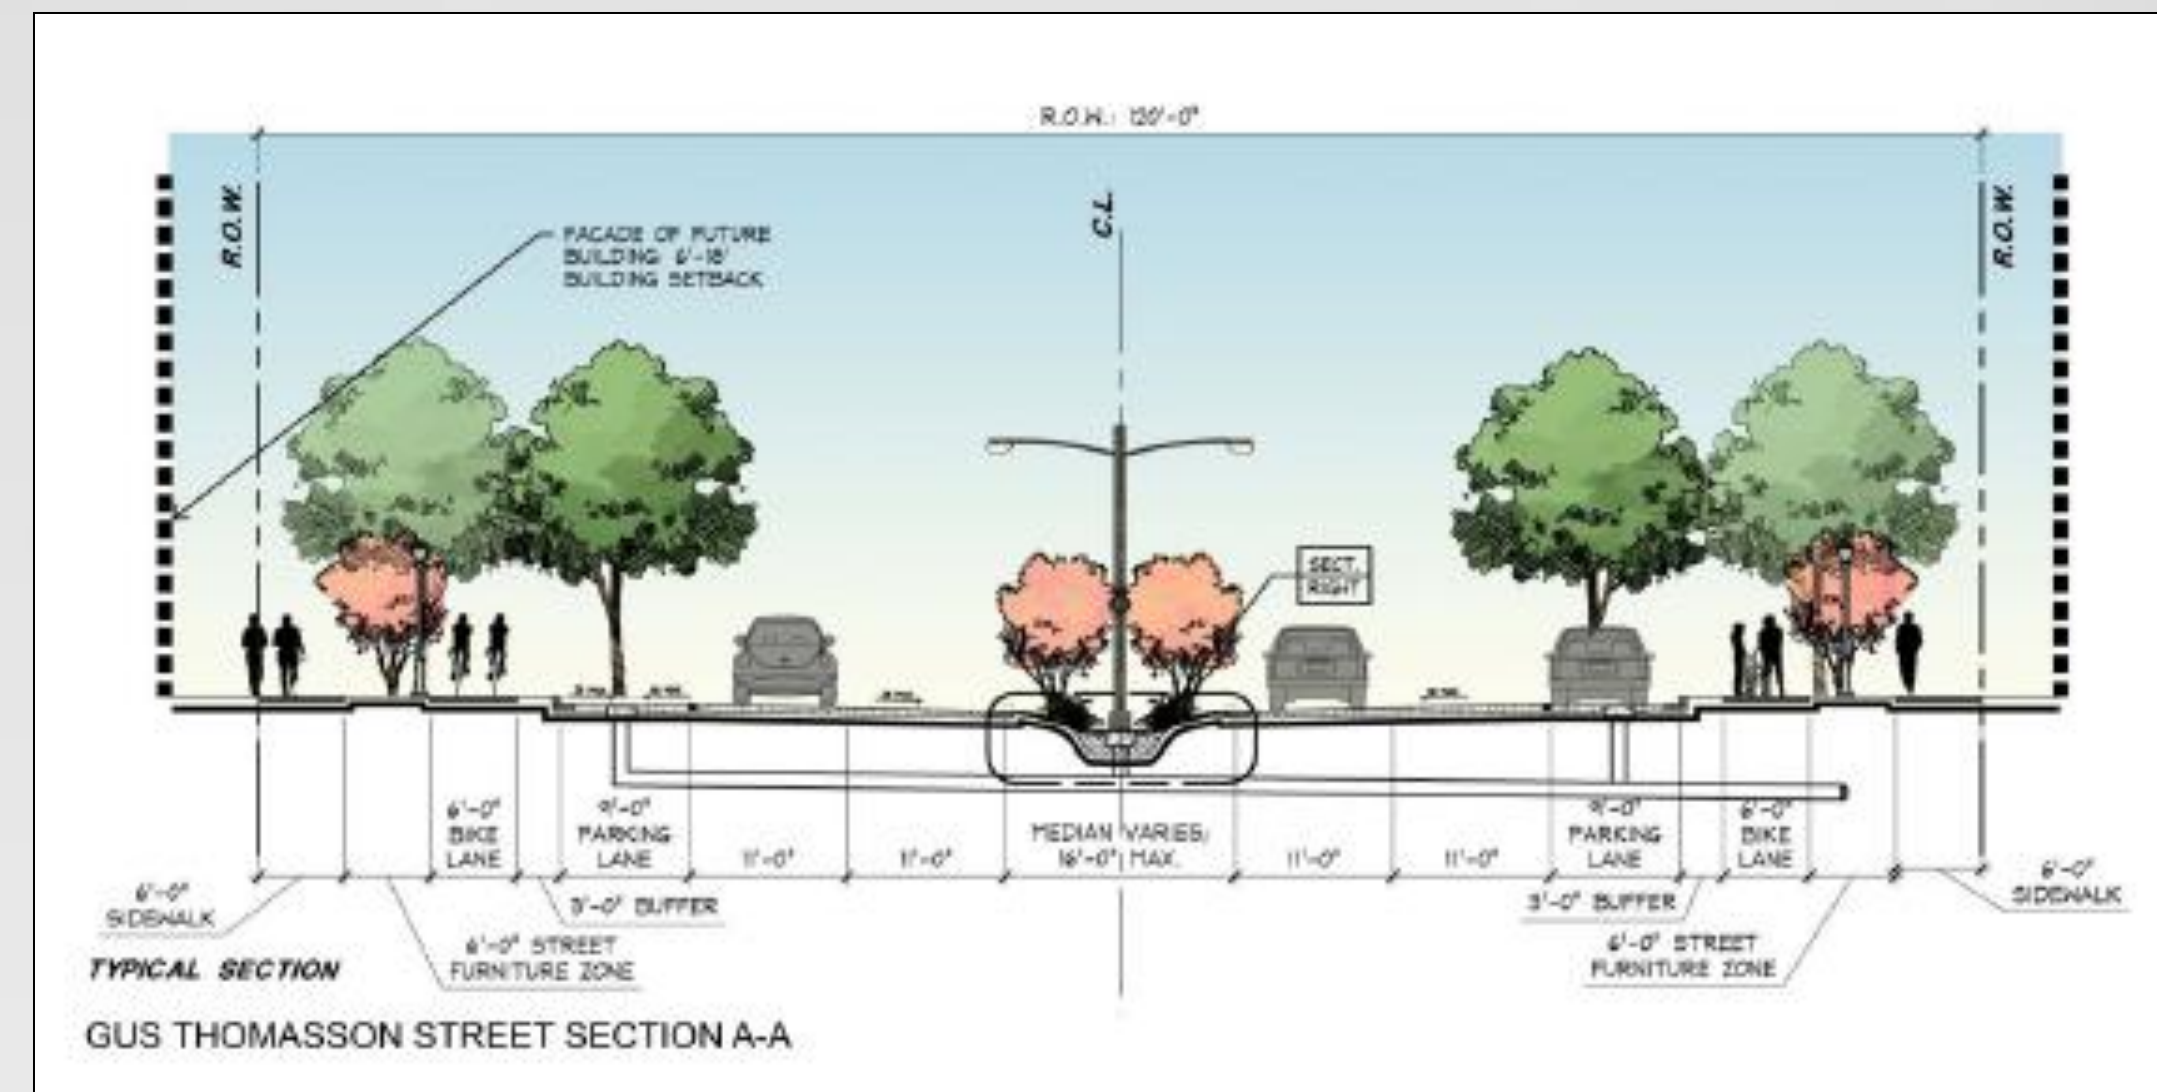 R.O.W.: 120'-0"
R.O.W.
C.L.
R.O.W.
FACADE OF FUTURE
BUILDING: 6'-18'
BUILDING SETBACK
SECT.
RIGHT
6'-0"
BIKE
LANE
9'-0"
PARKING
LANE
11'-0"
11'-0"
MEDIAN VARIES;
16'-0" MAX.
11'-0"
11'-0"
9'-0"
PARKING
LANE
6'-0"
BIKE
LANE
6'-0"
SIDEWALK
3'-0" BUFFER
6'-0" STREET
FURNITURE ZONE
3'-0" BUFFER
6'-0" STREET
FURNITURE ZONE
6'-0"
SIDEWALK
TYPICAL SECTION
GUS THOMASSON STREET SECTION A-A